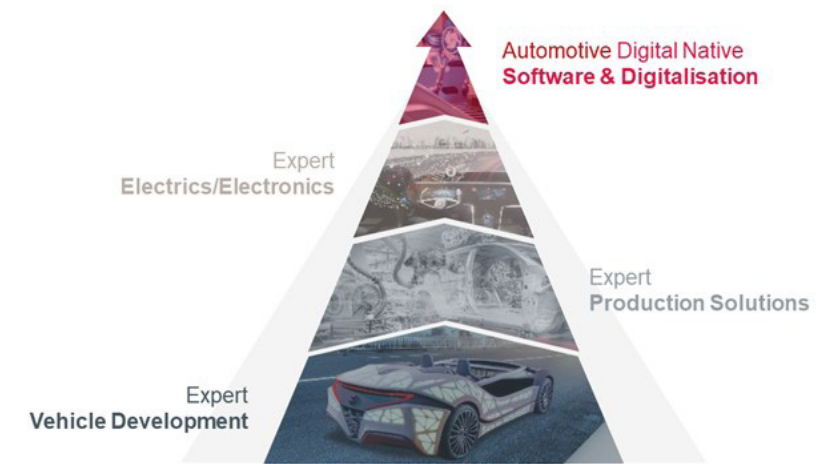 Automotive Digital Native
Software & Digitalisation
Expert
Electrics/Electronics
Expert
Production Solutions
Expert
Vehicle Development